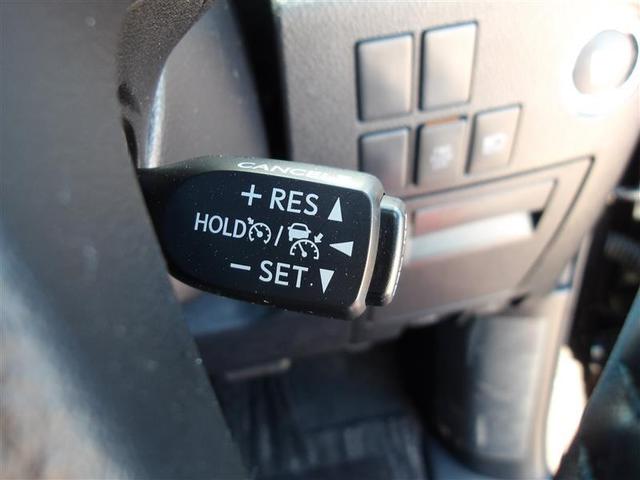 CANCEL
+ RES ▲
HOLD / ◀
− SET ▼